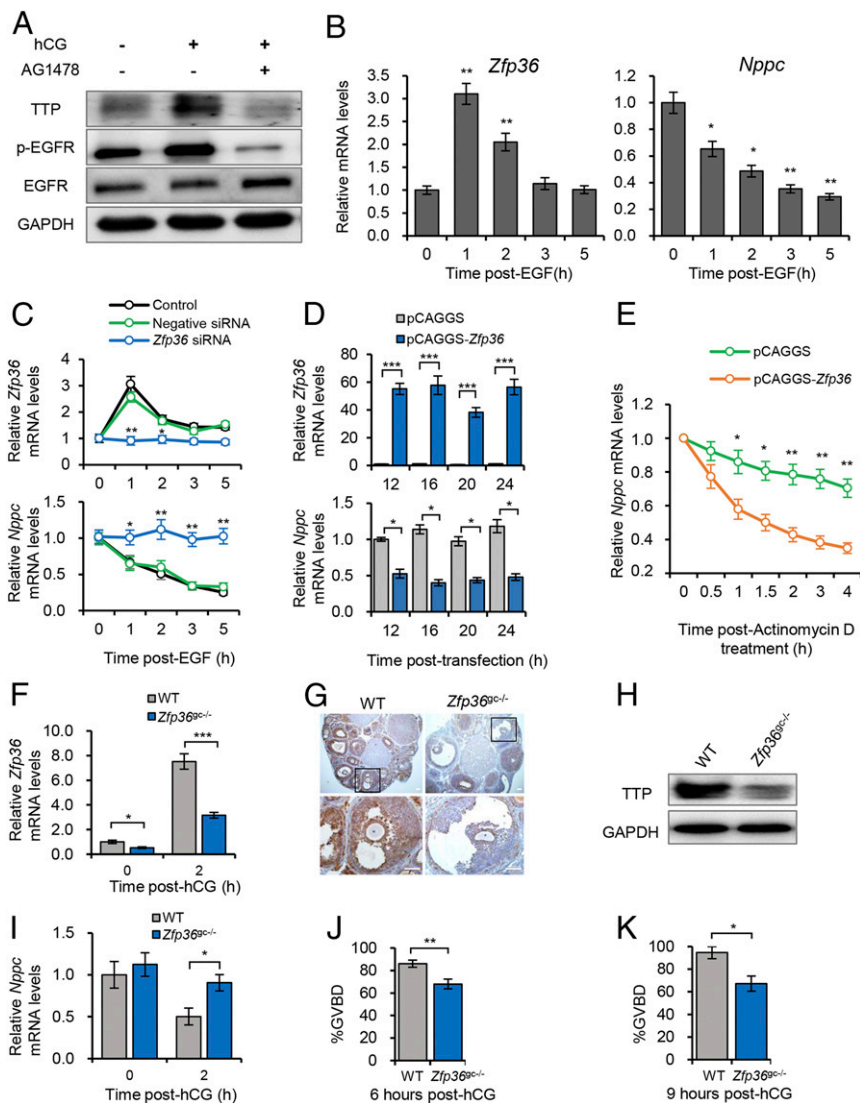 A
hCG - + +
AG1478 - - +
TTP
p-EGFR
EGFR
GAPDH
B
Zfp36
Relative mRNA levels
3.5
3.0
2.5
2.0
1.5
1.0
0.5
0.0
**
**
0 1 2 3 5
Time post-EGF(h)
Nppc
1.2
1.0
0.8
0.6
0.4
0.2
0.0
*
*
**
**
0 1 2 3 5
Time post-EGF(h)
C
Control
Negative siRNA
Zfp36 siRNA
Relative Zfp36
mRNA levels
4
3
2
1
0
** *
0 1 2 3 5
Relative Nppc
mRNA levels
1.5
1.0
0.5
0.0
* ** ** **
0 1 2 3 5
Time post-EGF (h)
D
pCAGGS
pCAGGS-Zfp36
Relative Zfp36
mRNA levels
80
60
40
20
0
*** *** *** ***
12 16 20 24
Relative Nppc
mRNA levels
1.5
1.0
0.5
0.0
* * * *
12 16 20 24
Time post-transfection (h)
E
pCAGGS
pCAGGS-Zfp36
Relative Nppc mRNA levels
1.0
0.8
0.6
0.4
0.2
* * ** ** **
0 0.5 1 1.5 2 3 4
Time post-Actinomycin D
treatment (h)
F
WT
Zfp36gc-/-
Relative Zfp36
mRNA levels
8.0
6.0
4.0
2.0
0.0
*
***
0 2
Time post-hCG (h)
G
WT Zfp36gc-/-
H
WT Zfp36gc-/-
TTP
GAPDH
I
WT
Zfp36gc-/-
Relative Nppc
mRNA levels
1.5
1.0
0.5
0.0
*
0 2
Time post-hCG (h)
J
%GVBD
100
80
60
40
20
0
**
WT Zfp36gc-/-
6 hours post-hCG
K
%GVBD
100
80
60
40
20
0
*
WT Zfp36gc-/-
9 hours post-hCG